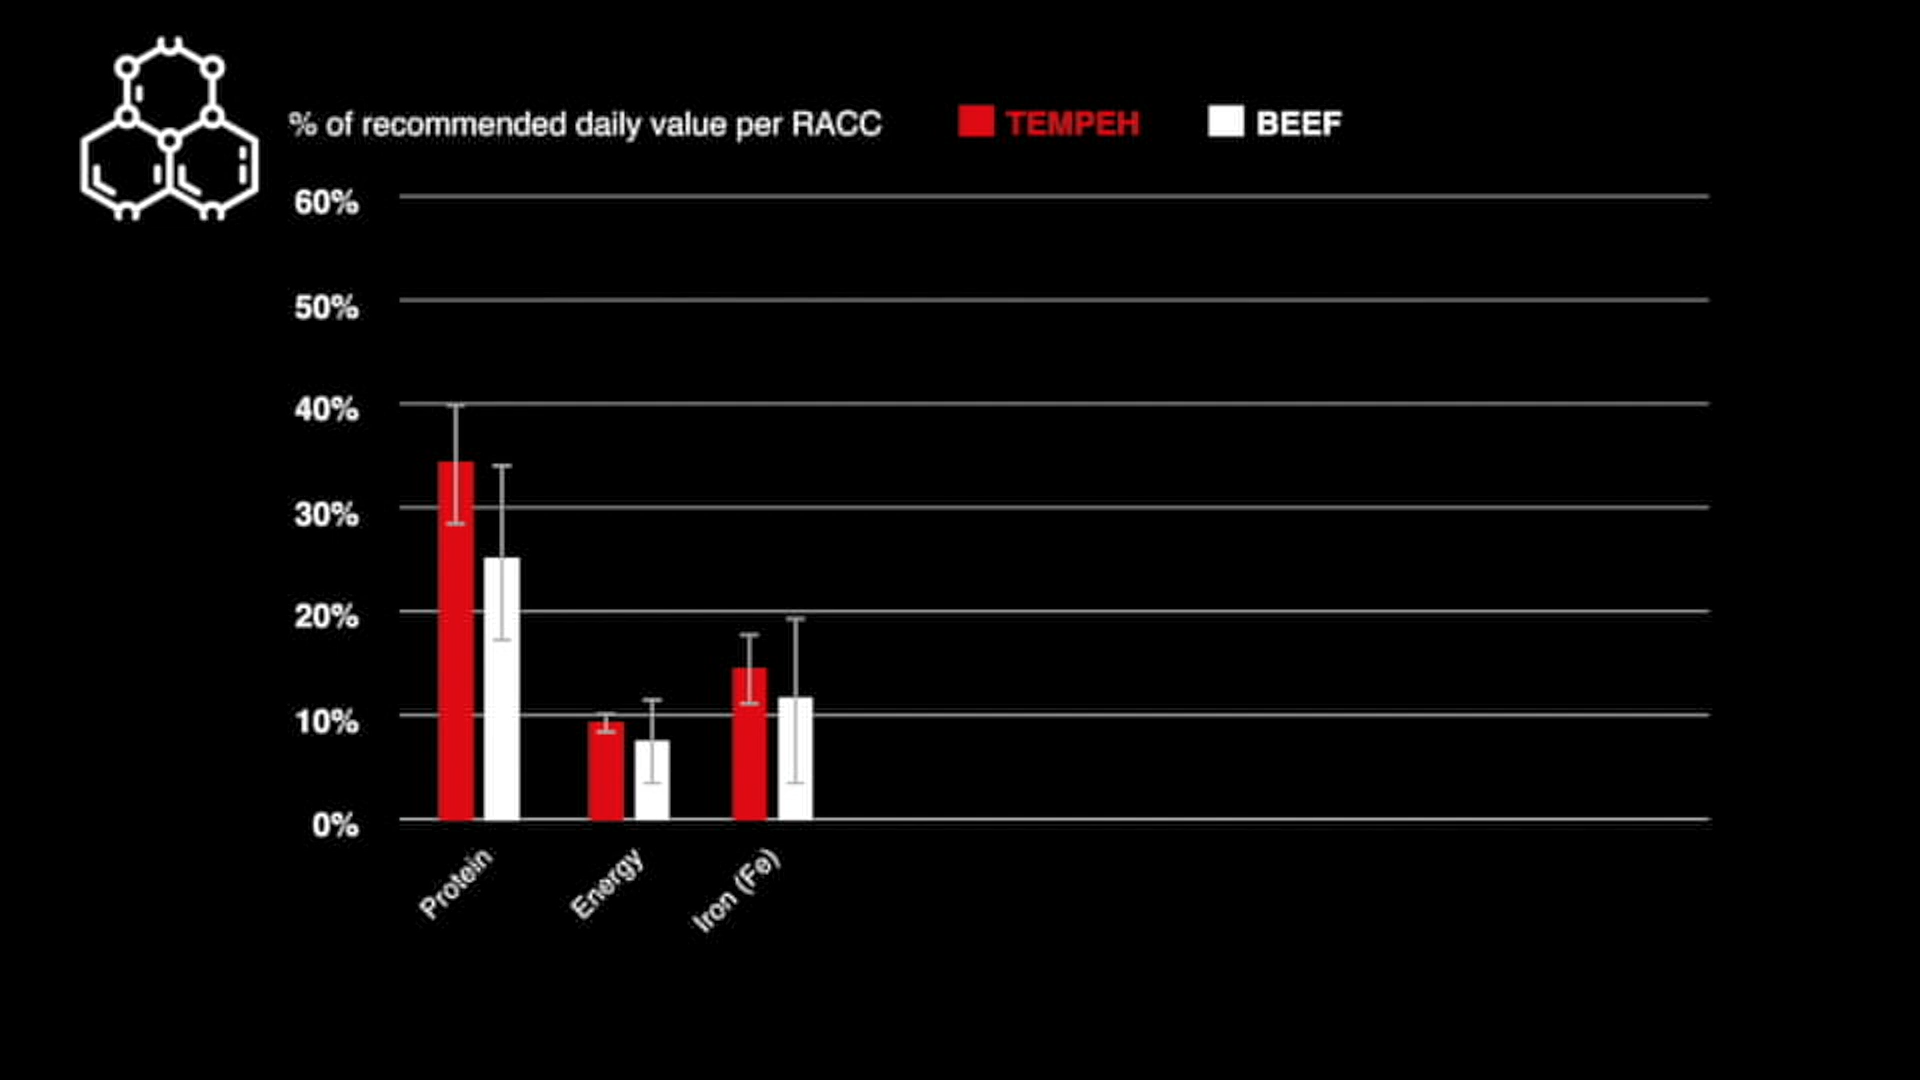 % of recommended daily value per RACC
TEMPEH
BEEF
60%
50%
40%
30%
20%
10%
0%
Protein
Energy
Iron (Fe)